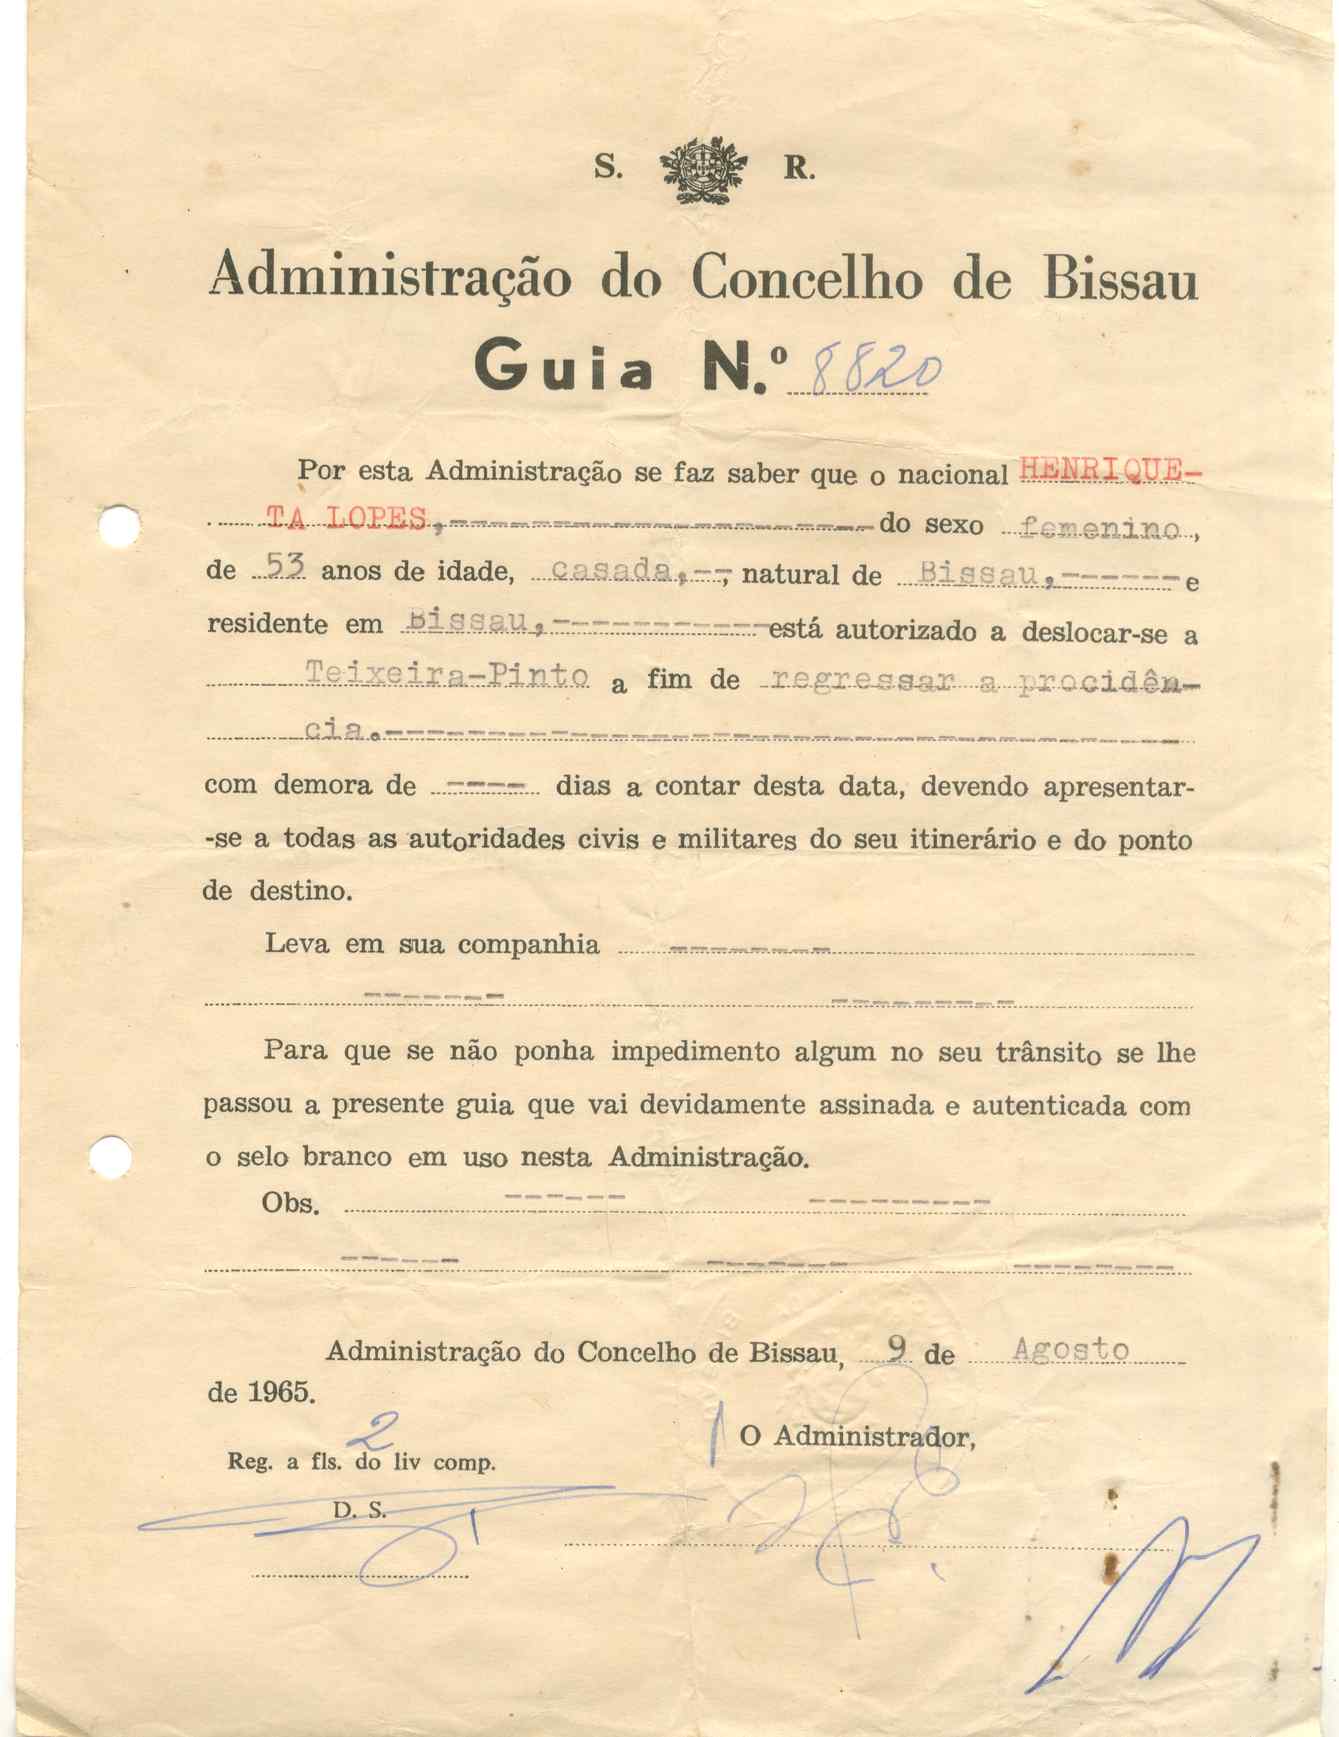 S. R.
Administração do Concelho de Bissau
Guia N.º 8820
Por esta Administração se faz saber que o nacional HENRIQUE-
TA LOPES,---------------------do sexo femenino,
de 53 anos de idade, casada,--, natural de Bissau,------e
residente em Bissau,-----------está autorizado a deslocar-se a
Teixeira-Pinto a fim de regressar a procidên-
cia.-----------------------------
com demora de ---- dias a contar desta data, devendo apresentar-
-se a todas as autoridades civis e militares do seu itinerário e do ponto
de destino.
Leva em sua companhia --------
------- ---------
Para que se não ponha impedimento algum no seu trânsito se lhe
passou a presente guia que vai devidamente assinada e autenticada com
o selo branco em uso nesta Administração.
Obs. ------ ---------
------ ------- --------
Administração do Concelho de Bissau, 9 de Agosto
de 1965.
O Administrador,
2
Reg. a fls. do liv comp.
D. S.